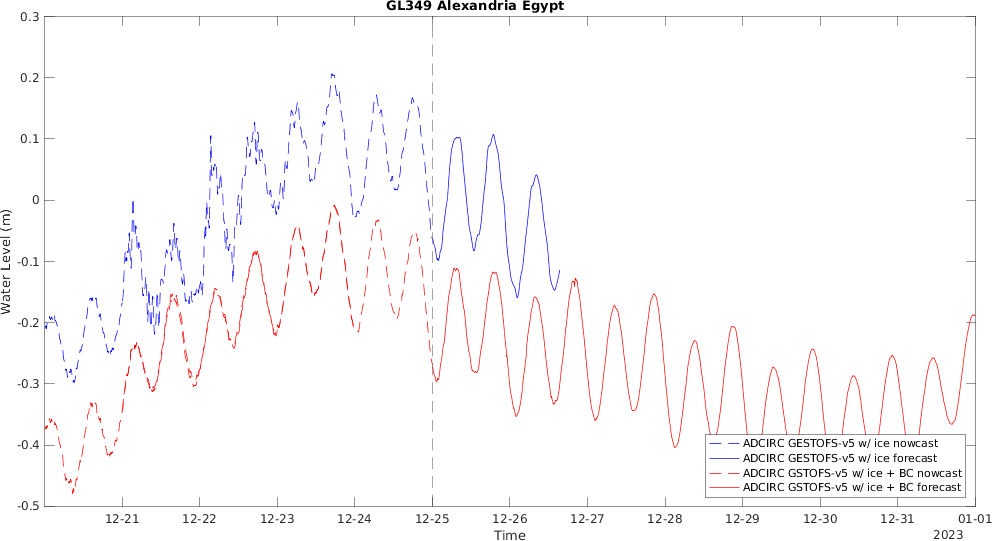 GL349 Alexandria Egypt
0.3
0.2
0.1
0
-0.1
-0.2
-0.3
-0.4
-0.5
Water Level (m)
ADCIRC GESTOFS-v5 w/ ice nowcast
ADCIRC GESTOFS-v5 w/ ice forecast
ADCIRC GSTOFS-v5 w/ ice + BC nowcast
ADCIRC GSTOFS-v5 w/ ice + BC forecast
12-21 12-22 12-23 12-24 12-25 12-26 12-27 12-28 12-29 12-30 12-31 01-01
Time
2023